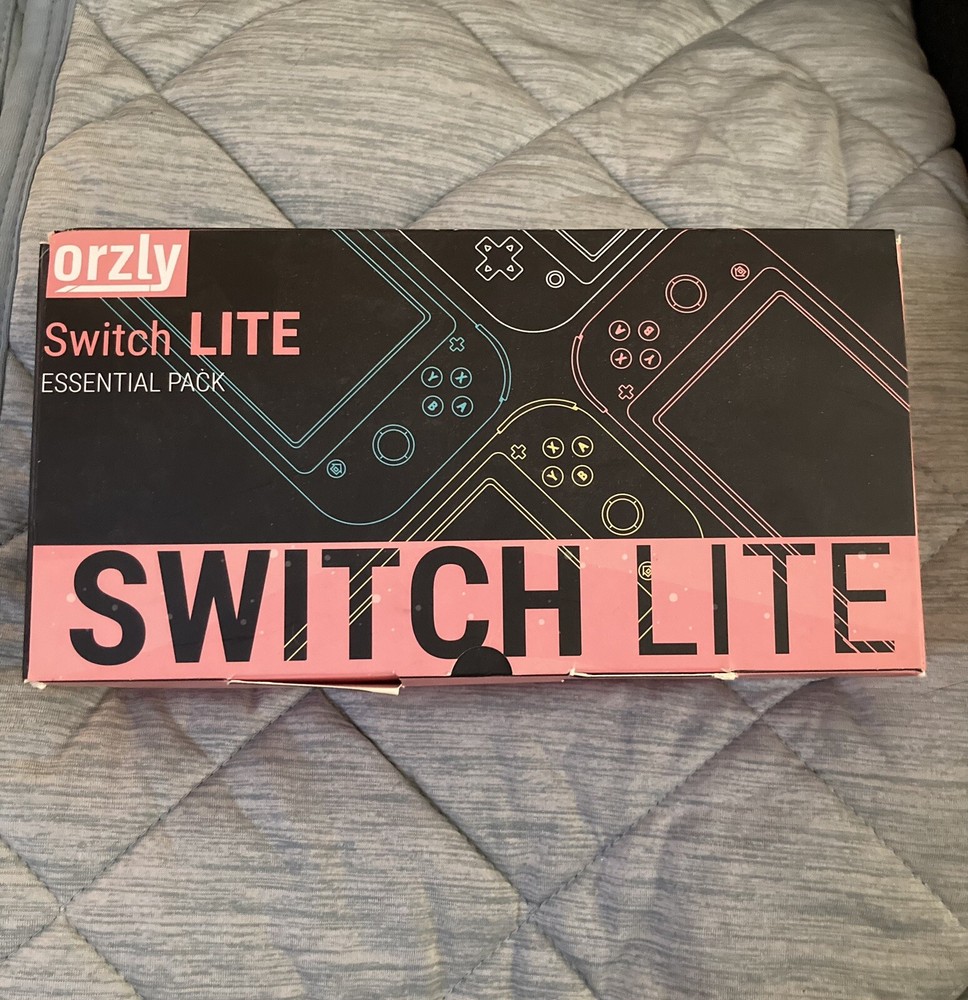 orzly
Switch LITE
ESSENTIAL PACK
Y X
B A
Y B
X Y
X A
Y B
SWITCH LITE